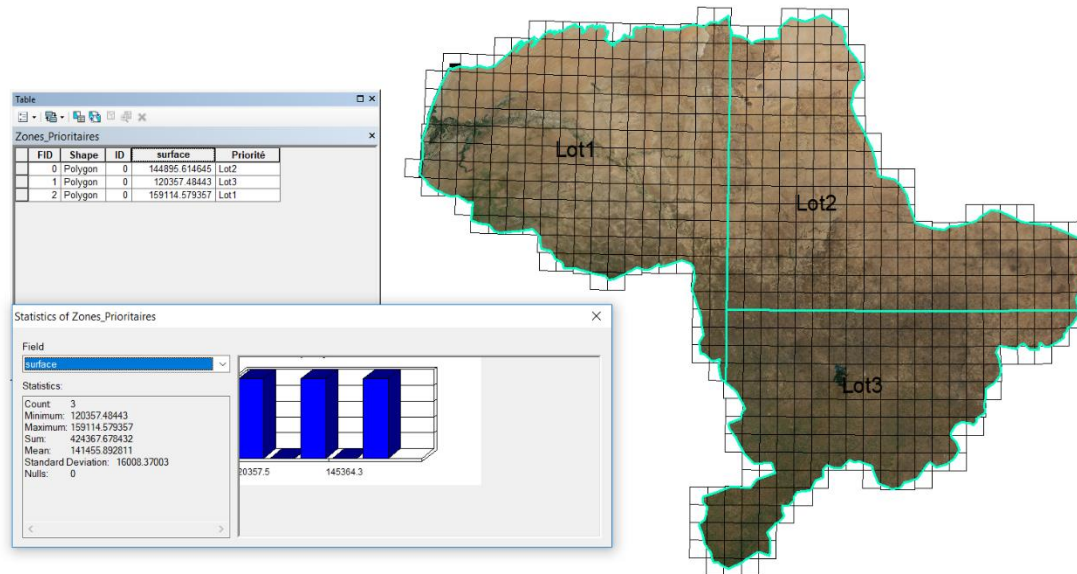 Table
Zones_Prioritaires
FID Shape ID surface Priorité
0 Polygon 0 144895.614645 Lot2
1 Polygon 0 120357.48443 Lot3
2 Polygon 0 159114.579357 Lot1
Statistics of Zones_Prioritaires
Field
surface
Statistics:
Count: 3
Minimum: 120357.48443
Maximum: 159114.579357
Sum: 424367.678432
Mean: 141455.892811
Standard Deviation: 16008.37003
Nulls: 0
20357.5 145364.3
Lot1
Lot2
Lot3